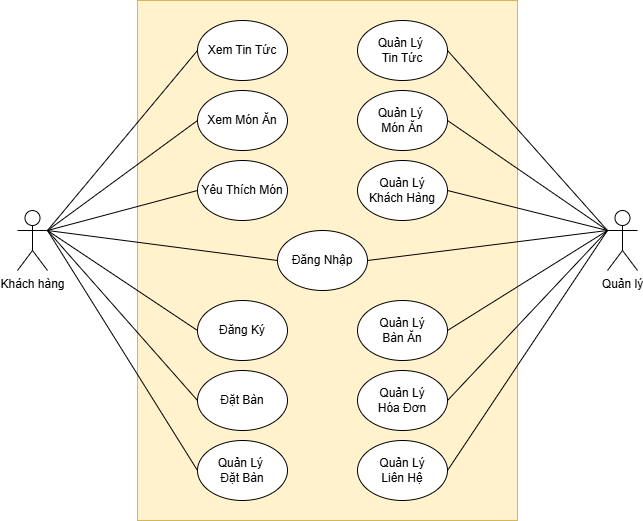 Xem Tin Tức
Quản Lý
Tin Tức
Xem Món Ăn
Quản Lý
Món Ăn
Yêu Thích Món
Quản Lý
Khách Hàng
Khách hàng
Đăng Nhập
Quản lý
Đăng Ký
Quản Lý
Bàn Ăn
Đặt Bàn
Quản Lý
Hóa Đơn
Quản Lý
Đặt Bàn
Quản Lý
Liên Hệ